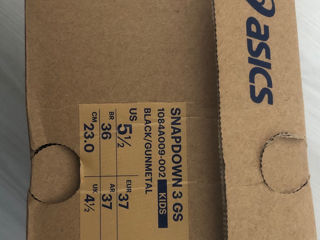 asics
SNAPDOWN 3 GS
1084A009-002 KIDS
BLACK/GUNMETAL
US 5½ EUR 37
BR 36 AR 37
CM 23.0 UK 4½